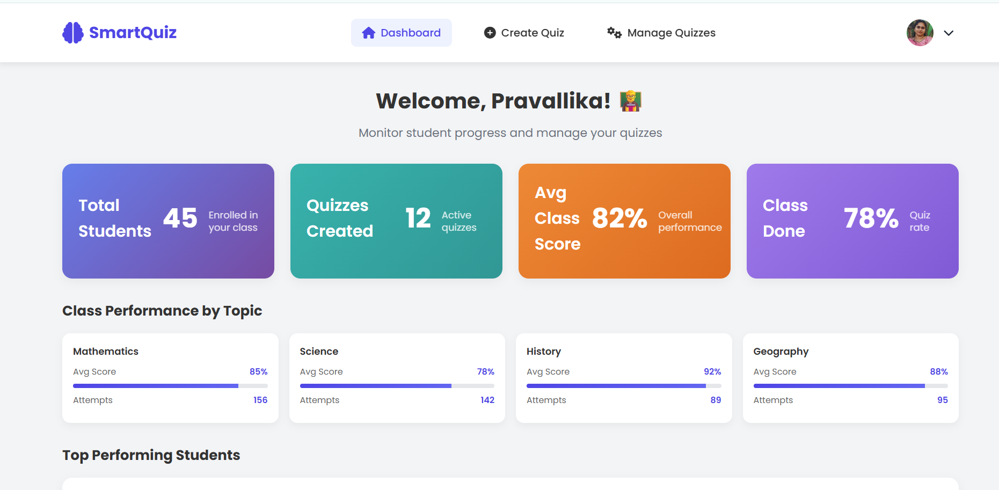 SmartQuiz
Dashboard
Create Quiz
Manage Quizzes
Welcome, Pravallika!
Monitor student progress and manage your quizzes
Total
Students
45
Enrolled in
your class
Quizzes
Created
12
Active
quizzes
Avg
Class
Score
82%
Overall
performance
Class
Done
78%
Quiz
rate
Class Performance by Topic
Mathematics
Avg Score 85%
Attempts 156
Science
Avg Score 78%
Attempts 142
History
Avg Score 92%
Attempts 89
Geography
Avg Score 88%
Attempts 95
Top Performing Students